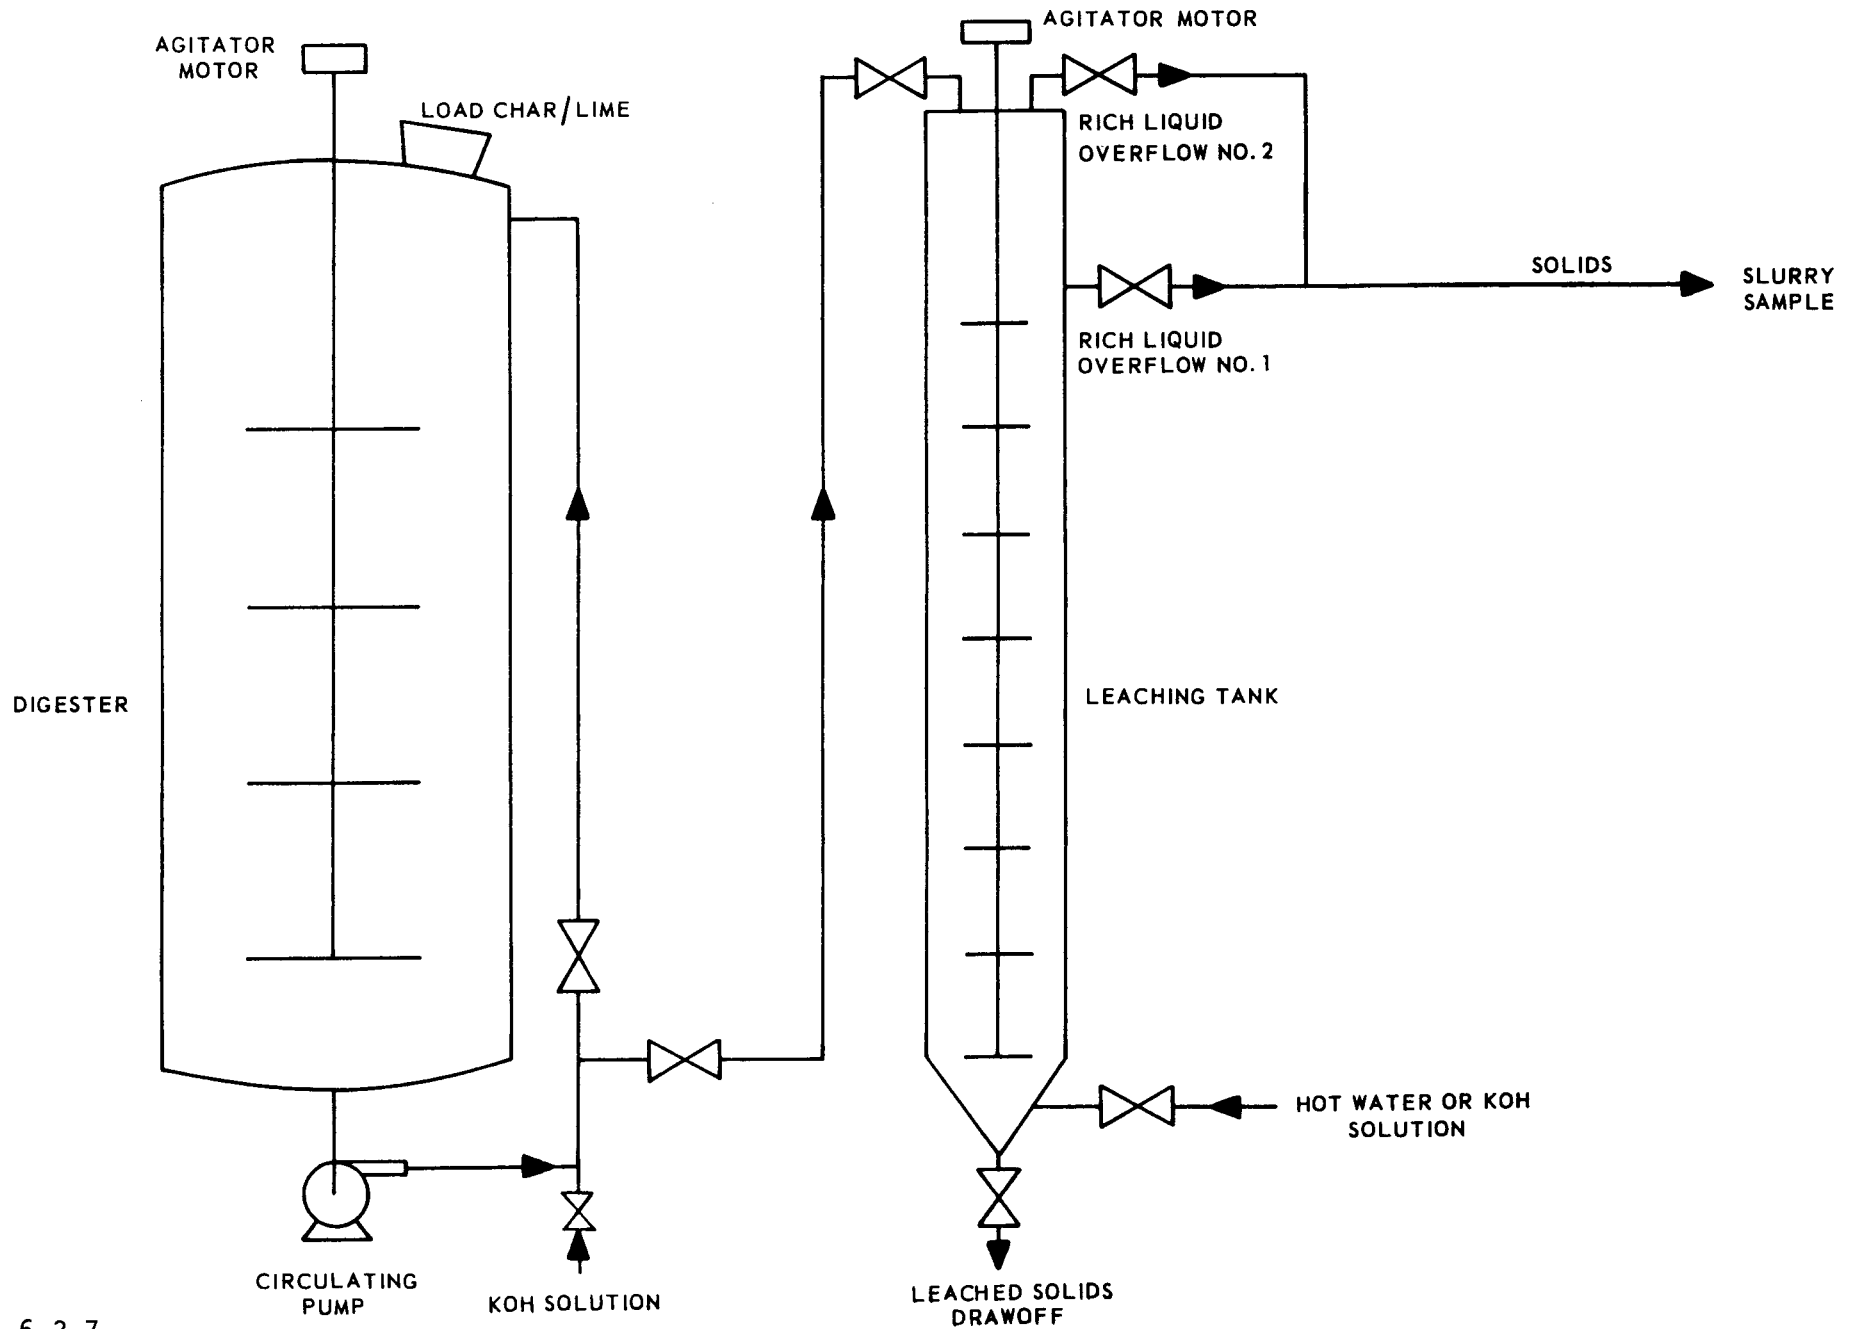 AGITATOR MOTOR
AGITATOR
MOTOR
LOAD CHAR/LIME
RICH LIQUID
OVERFLOW NO. 2
SOLIDS
SLURRY
SAMPLE
RICH LIQUID
OVERFLOW NO. 1
DIGESTER
LEACHING TANK
HOT WATER OR KOH
SOLUTION
CIRCULATING
PUMP
KOH SOLUTION
LEACHED SOLIDS
DRAWOFF